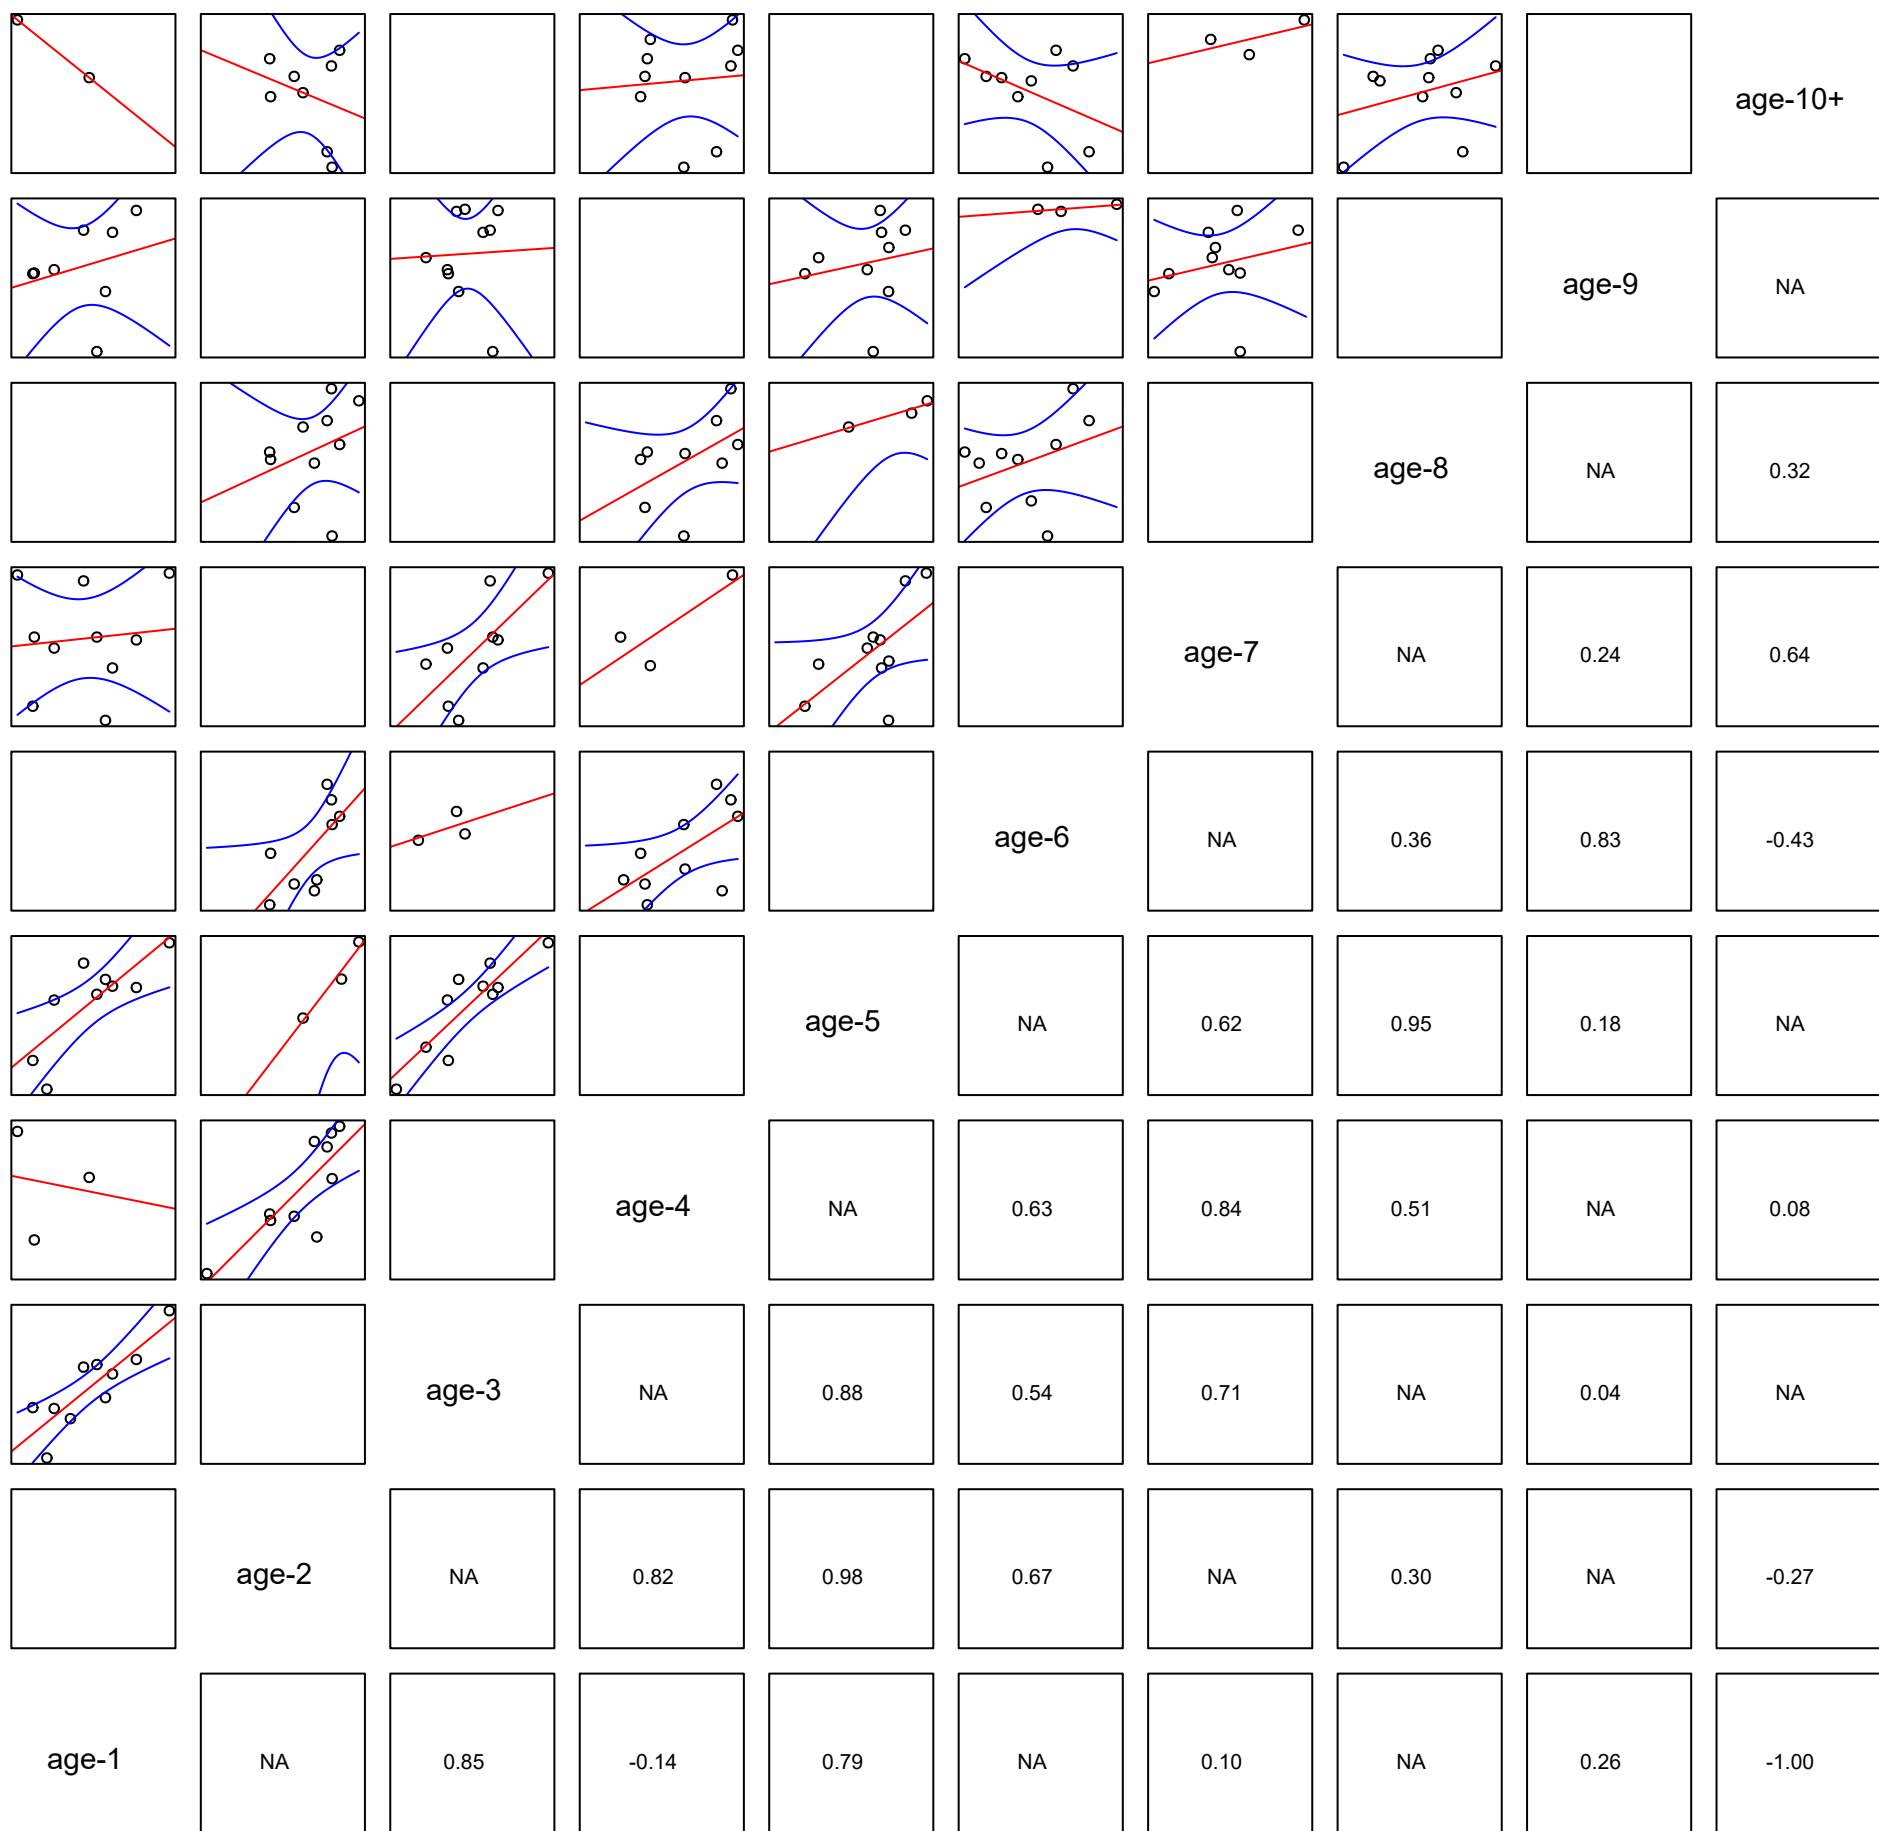 age-10+
age-9 NA
age-8 NA 0.32
age-7 NA 0.24 0.64
age-6 NA 0.36 0.83 -0.43
age-5 NA 0.62 0.95 0.18 NA
age-4 NA 0.63 0.84 0.51 NA 0.08
age-3 NA 0.88 0.54 0.71 NA 0.04 NA
age-2 NA 0.82 0.98 0.67 NA 0.30 NA -0.27
age-1 NA 0.85 -0.14 0.79 NA 0.10 NA 0.26 -1.00